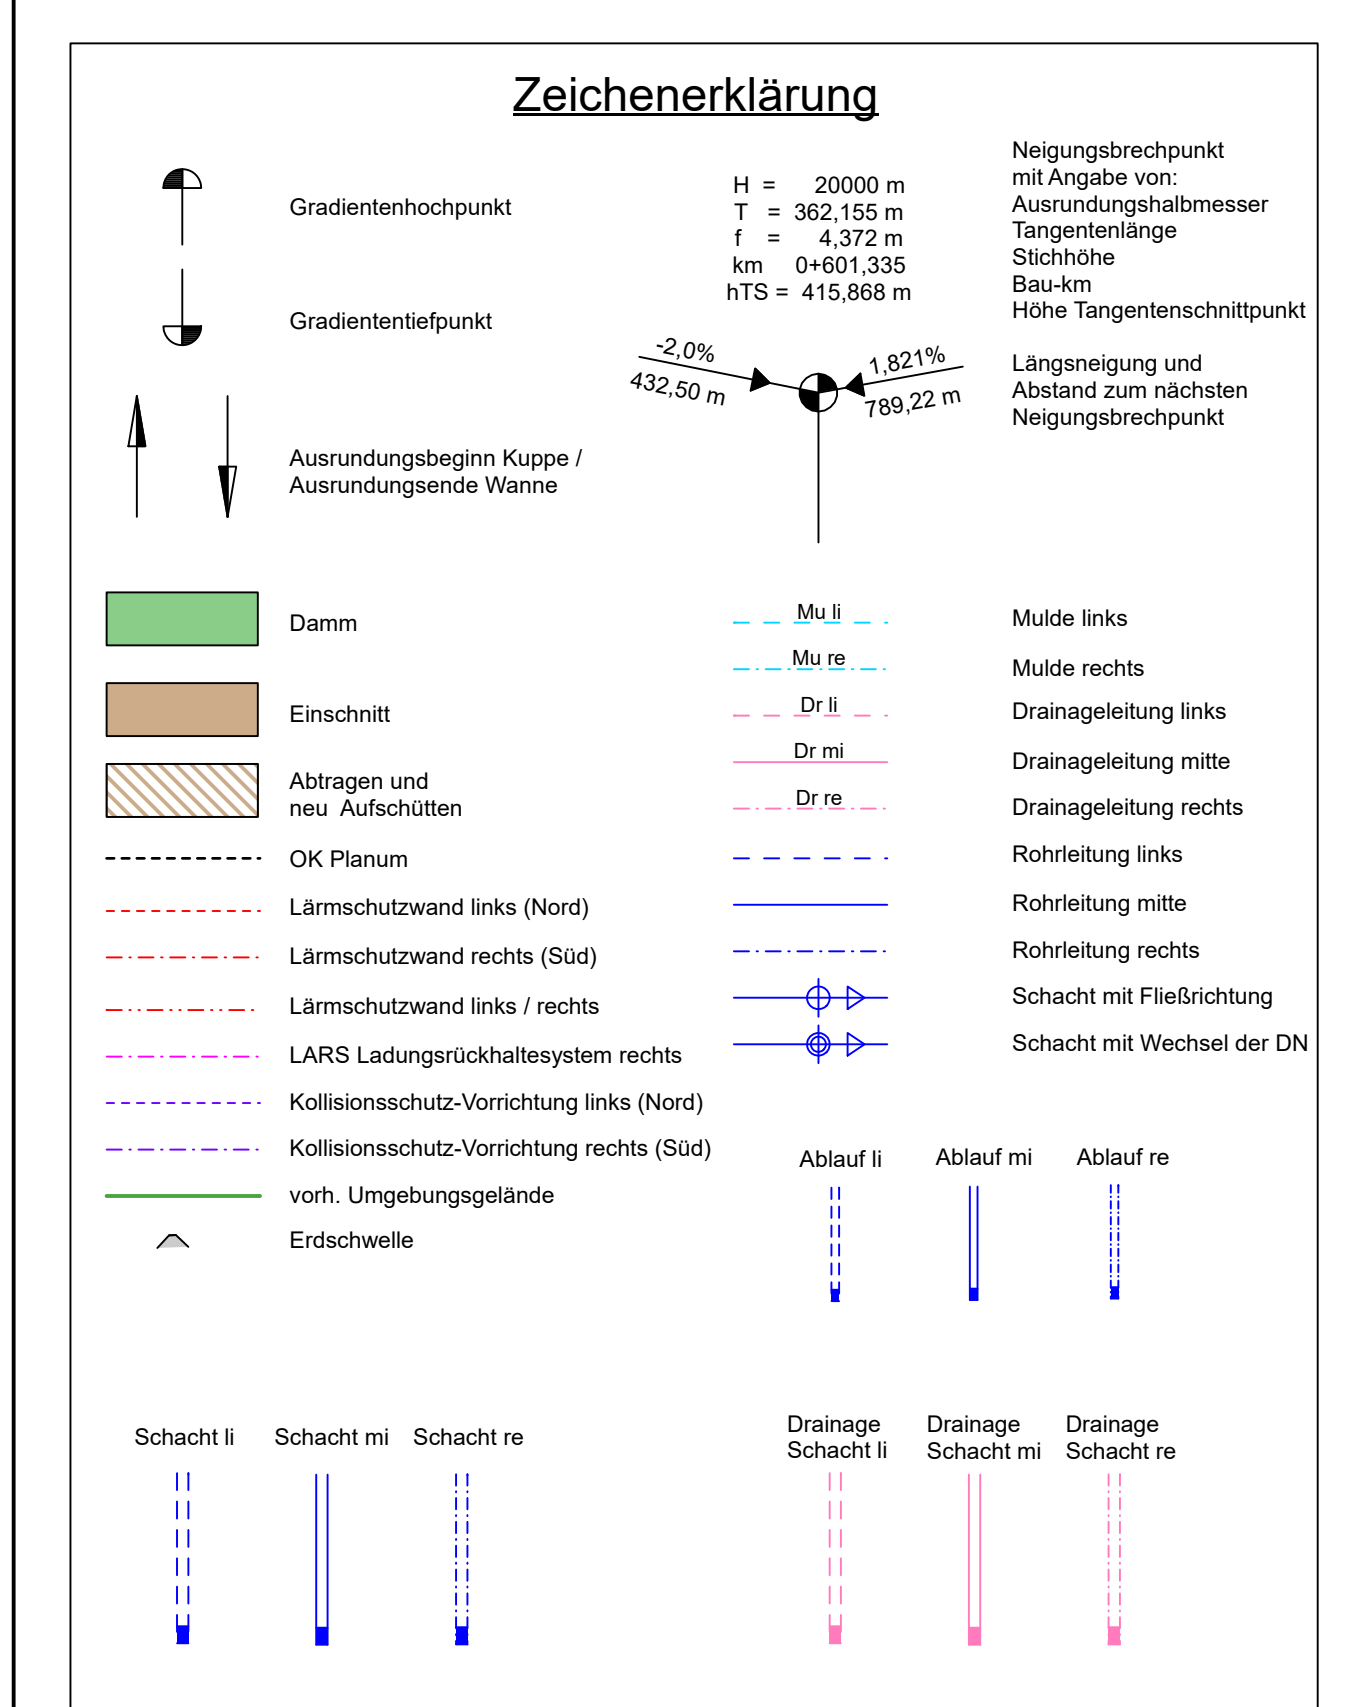 Zeichenerklärung
Gradientenhochpunkt
Gradiententiefpunkt
Ausrundungsbeginn Kuppe /
Ausrundungsende Wanne
H = 20000 m
T = 362,155 m
f = 4,372 m
km 0+601,335
hTS = 415,868 m
Neigungsbrechpunkt
mit Angabe von:
Ausrundungshalbmesser
Tangentenlänge
Stichhöhe
Bau-km
Höhe Tangentenschnittpunkt
-2,0%
432,50 m
1,821%
789,22 m
Längsneigung und
Abstand zum nächsten
Neigungsbrechpunkt
Damm
Einschnitt
Abtragen und
neu Aufschütten
OK Planum
Lärmschutzwand links (Nord)
Lärmschutzwand rechts (Süd)
Lärmschutzwand links / rechts
LARS Ladungsrückhaltesystem rechts
Kollisionsschutz-Vorrichtung links (Nord)
Kollisionsschutz-Vorrichtung rechts (Süd)
vorh. Umgebungsgelände
Erdschwelle
Mu li Mulde links
Mu re Mulde rechts
Dr li Drainageleitung links
Dr mi Drainageleitung mitte
Dr re Drainageleitung rechts
Rohrleitung links
Rohrleitung mitte
Rohrleitung rechts
Schacht mit Fließrichtung
Schacht mit Wechsel der DN
Ablauf li Ablauf mi Ablauf re
Schacht li Schacht mi Schacht re
Drainage Drainage Drainage
Schacht li Schacht mi Schacht re